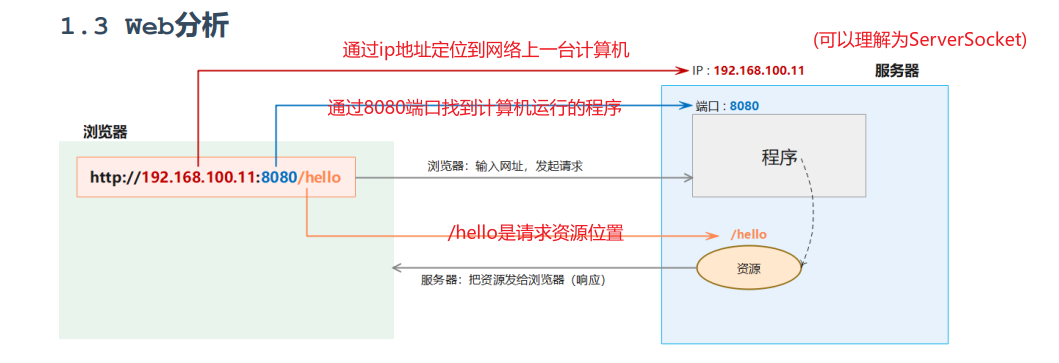 1.3 Web分析
(可以理解为ServerSocket)
通过ip地址定位到网络上一台计算机
IP : 192.168.100.11
服务器
通过8080端口找到计算机运行的程序
端口 : 8080
浏览器
http://192.168.100.11:8080/hello
浏览器：输入网址，发起请求
程序
/hello是请求资源位置
/hello
资源
服务器：把资源发给浏览器（响应）